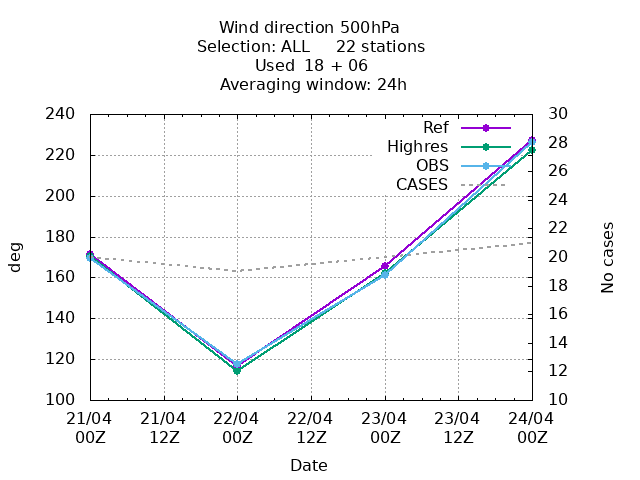 Wind direction 500hPa
Selection: ALL     22 stations
Used  18 + 06
Averaging window: 24h
240
220
200
180
160
140
120
100
30
28
26
24
22
20
18
16
14
12
10
Ref
Highres
OBS
CASES
deg
No cases
21/04 21/04 22/04 22/04 23/04 23/04 24/04
00Z 12Z 00Z 12Z 00Z 12Z 00Z
Date